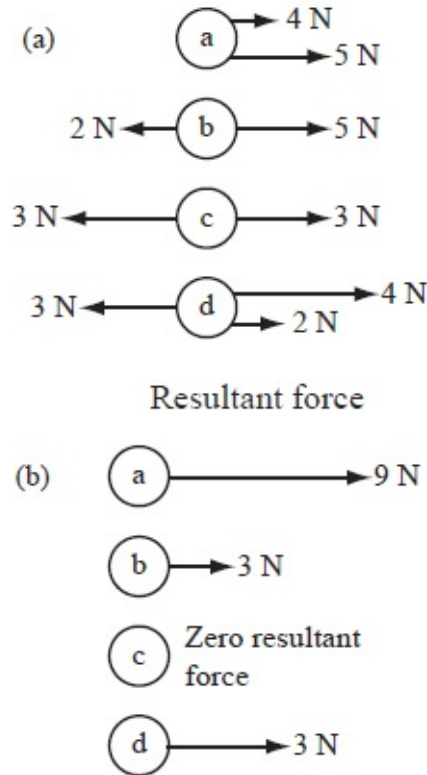 (a) a 4 N
5 N
2 N b 5 N
3 N c 3 N
3 N d 4 N
2 N
Resultant force
(b) a 9 N
b 3 N
c Zero resultant
force
d 3 N